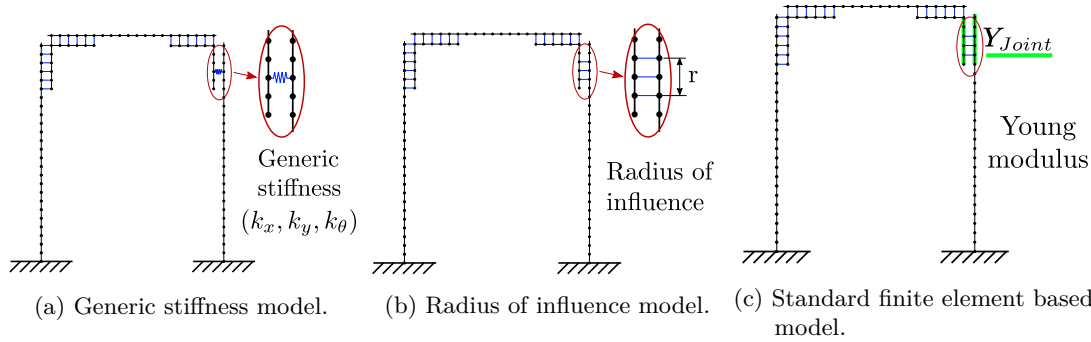 Generic
stiffness
(k_x, k_y, k_θ)
(a) Generic stiffness model.
r
Radius of
influence
(b) Radius of influence model.
Y_Joint
Young
modulus
(c) Standard finite element based
model.